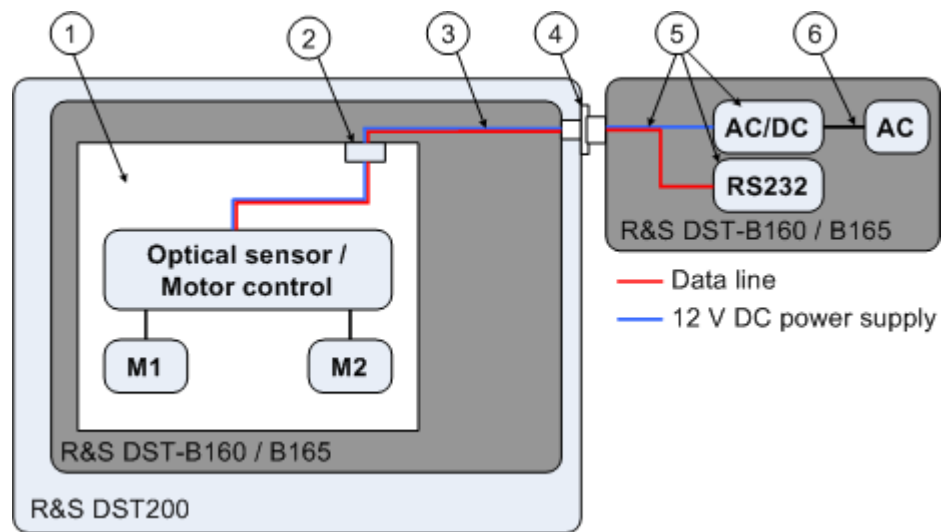 1
2
3
4
5
6
AC/DC
AC
RS232
R&S DST-B160 / B165
Optical sensor /
Motor control
M1
M2
R&S DST-B160 / B165
R&S DST200
Data line
12 V DC power supply